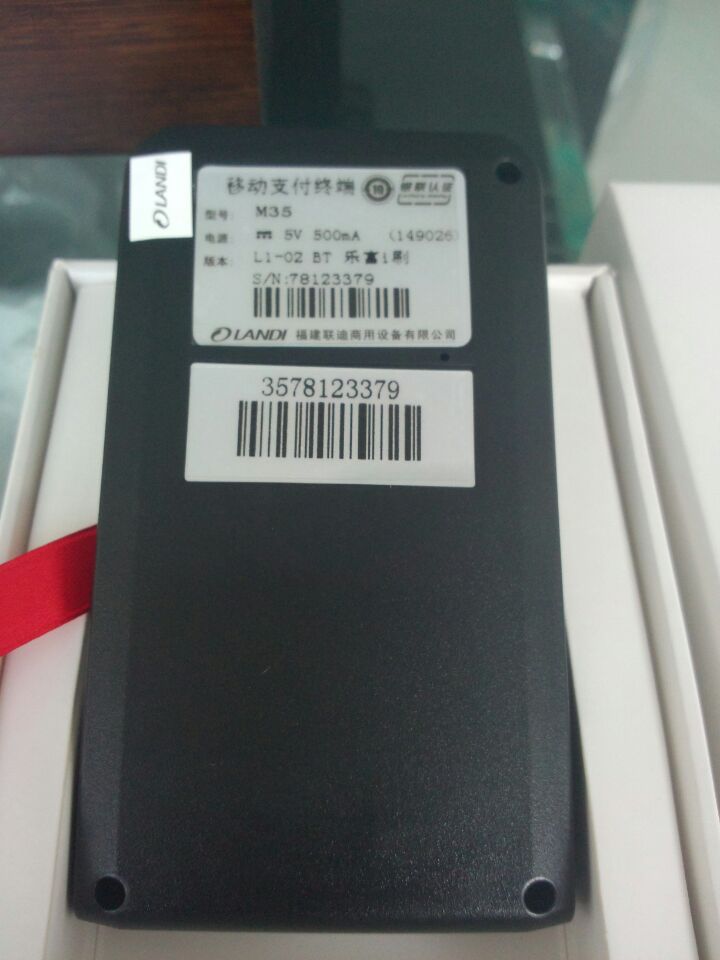 LANDI
移动支付终端 银联认证
型号: M35
电源: 5V 500mA (149026)
版本: L1-02 BT 乐富i刷
S/N:78123379
LANDI 福建联迪商用设备有限公司
3578123379